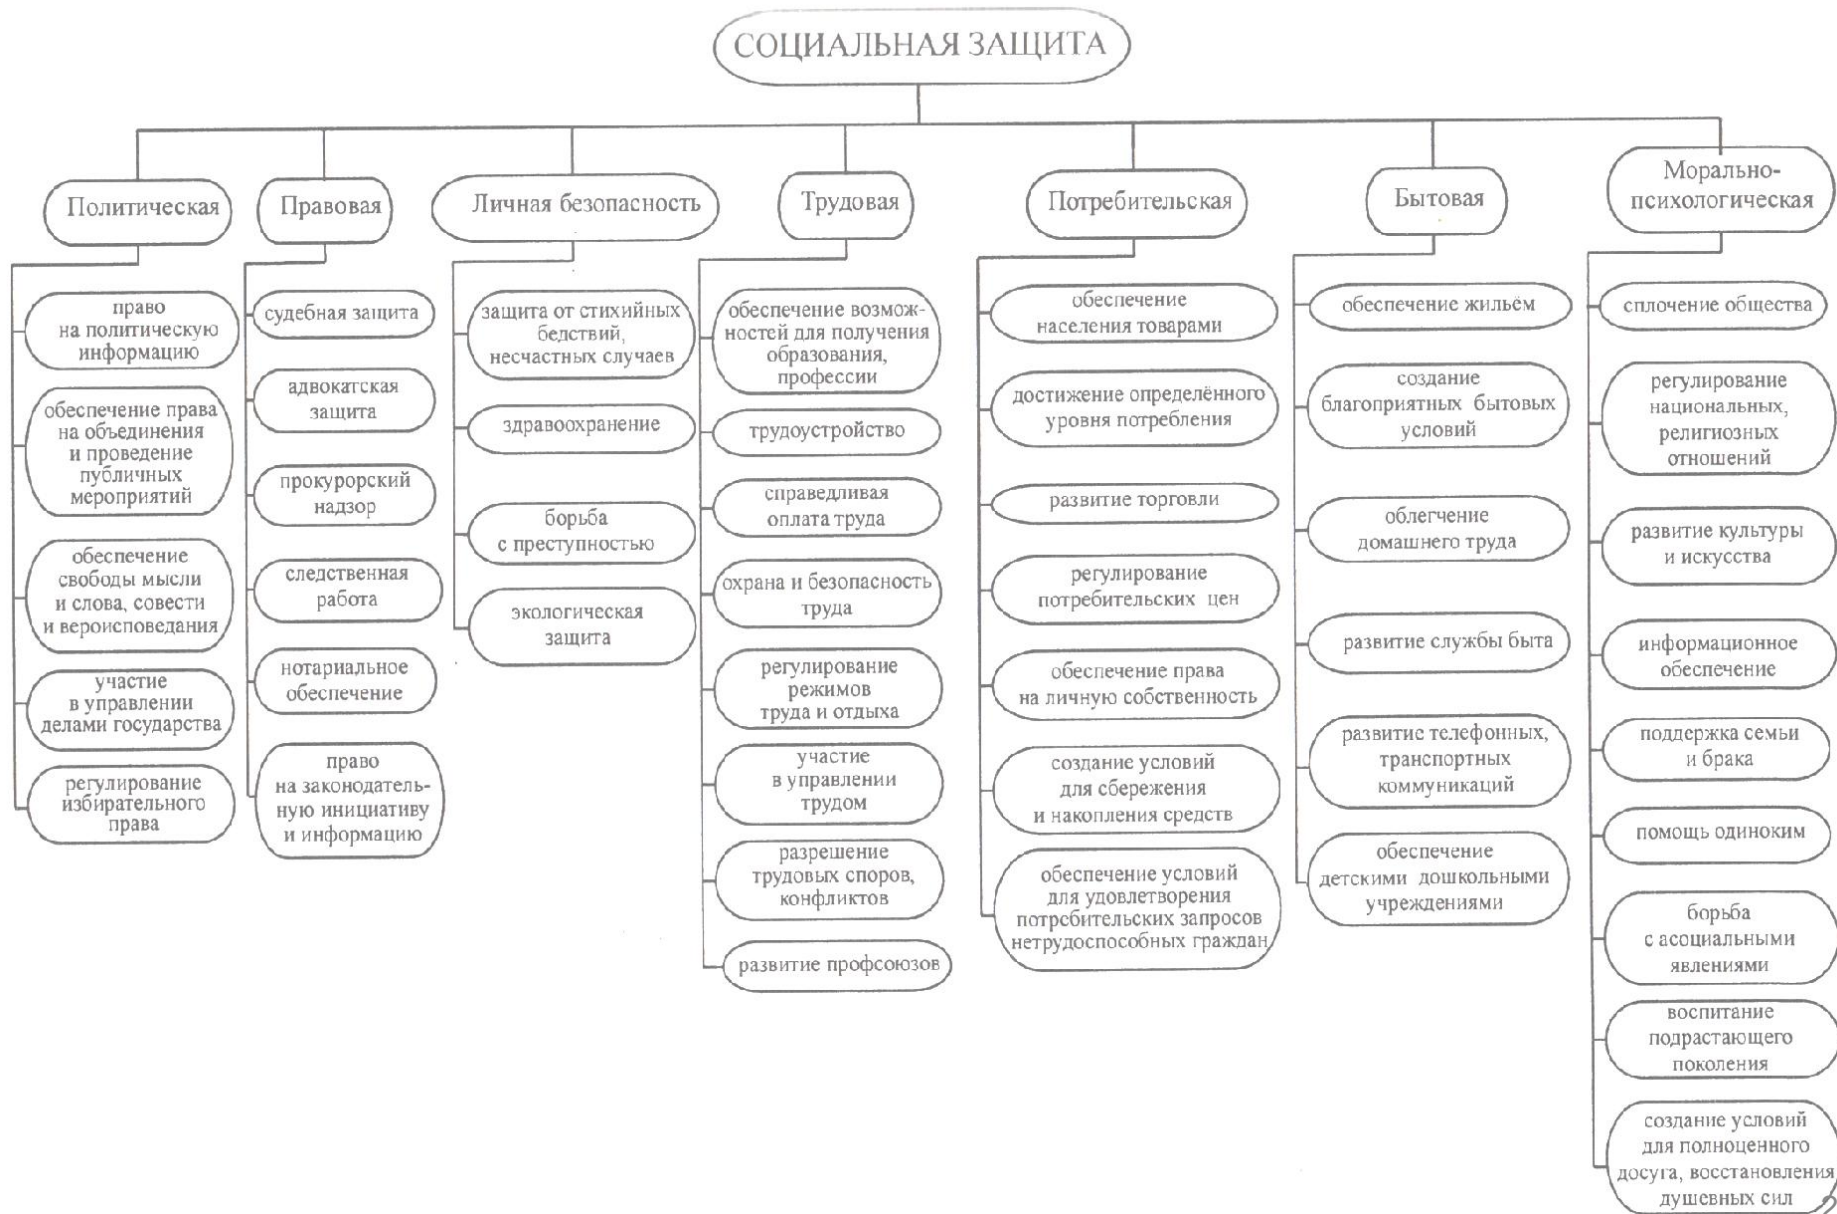 СОЦИАЛЬНАЯ ЗАЩИТА
Политическая
право
на политическую
информацию
обеспечение права
на объединения
и проведение
публичных
мероприятий
обеспечение
свободы мысли
и слова, совести
и вероисповедания
участие
в управлении
делами государства
регулирование
избирательного
права
Правовая
судебная защита
адвокатская
защита
прокурорский
надзор
следственная
работа
нотариальное
обеспечение
право
на законодатель-
ную инициативу
и информацию
Личная безопасность
защита от стихийных
бедствий,
несчастных случаев
здравоохранение
борьба
с преступностью
экологическая
защита
Трудовая
обеспечение возмож-
ностей для получения
образования,
профессии
трудоустройство
справедливая
оплата труда
охрана и безопасность
труда
регулирование
режимов
труда и отдыха
участие
в управлении
трудом
разрешение
трудовых споров,
конфликтов
развитие профсоюзов
Потребительская
обеспечение
населения товарами
достижение определённого
уровня потребления
развитие торговли
регулирование
потребительских цен
обеспечение права
на личную собственность
создание условий
для сбережения
и накопления средств
обеспечение условий
для удовлетворения
потребительских запросов
нетрудоспособных граждан
Бытовая
обеспечение жильём
создание
благоприятных бытовых
условий
облегчение
домашнего труда
развитие службы быта
развитие телефонных,
транспортных
коммуникаций
обеспечение
детскими дошкольными
учреждениями
Морально-
психологическая
сплочение общества
регулирование
национальных,
религиозных
отношений
развитие культуры
и искусства
информационное
обеспечение
поддержка семьи
и брака
помощь одиноким
борьба
с асоциальными
явлениями
воспитание
подрастающего
поколения
создание условий
для полноценного
досуга, восстановления
душевных сил